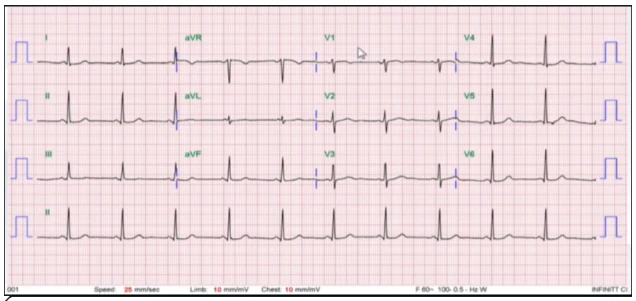 I aVR V1 V4
II aVL V2 V5
III aVF V3 V6
II
001 Speed: 25 mm/sec Limb: 10 mm/mV Chest: 10 mm/mV F 60~ 100- 0.5 - Hz W INFINITT CI